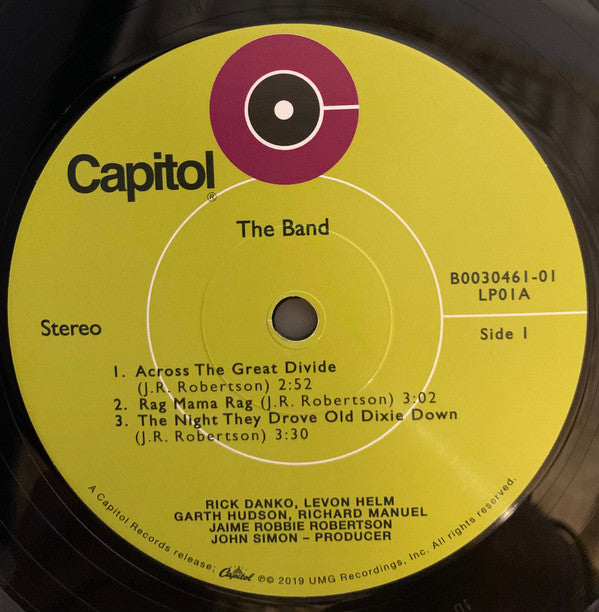 Capitol®
The Band
B0030461-01
LP01A
Stereo
Side 1
1. Across The Great Divide
(J.R. Robertson) 2:52
2. Rag Mama Rag (J.R. Robertson) 3:02
3. The Night They Drove Old Dixie Down
(J.R. Robertson) 3:30
RICK DANKO, LEVON HELM
GARTH HUDSON, RICHARD MANUEL
JAIME ROBBIE ROBERTSON
JOHN SIMON – PRODUCER
A Capitol Records release; Capitol ℗© 2019 UMG Recordings, Inc. All rights reserved.